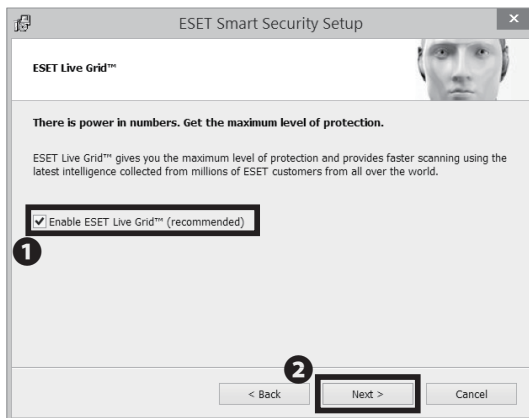 ESET Smart Security Setup
ESET Live Grid™
There is power in numbers. Get the maximum level of protection.
ESET Live Grid™ gives you the maximum level of protection and provides faster scanning using the
latest intelligence collected from millions of ESET customers from all over the world.
Enable ESET Live Grid™ (recommended)
1
2
< Back Next > Cancel